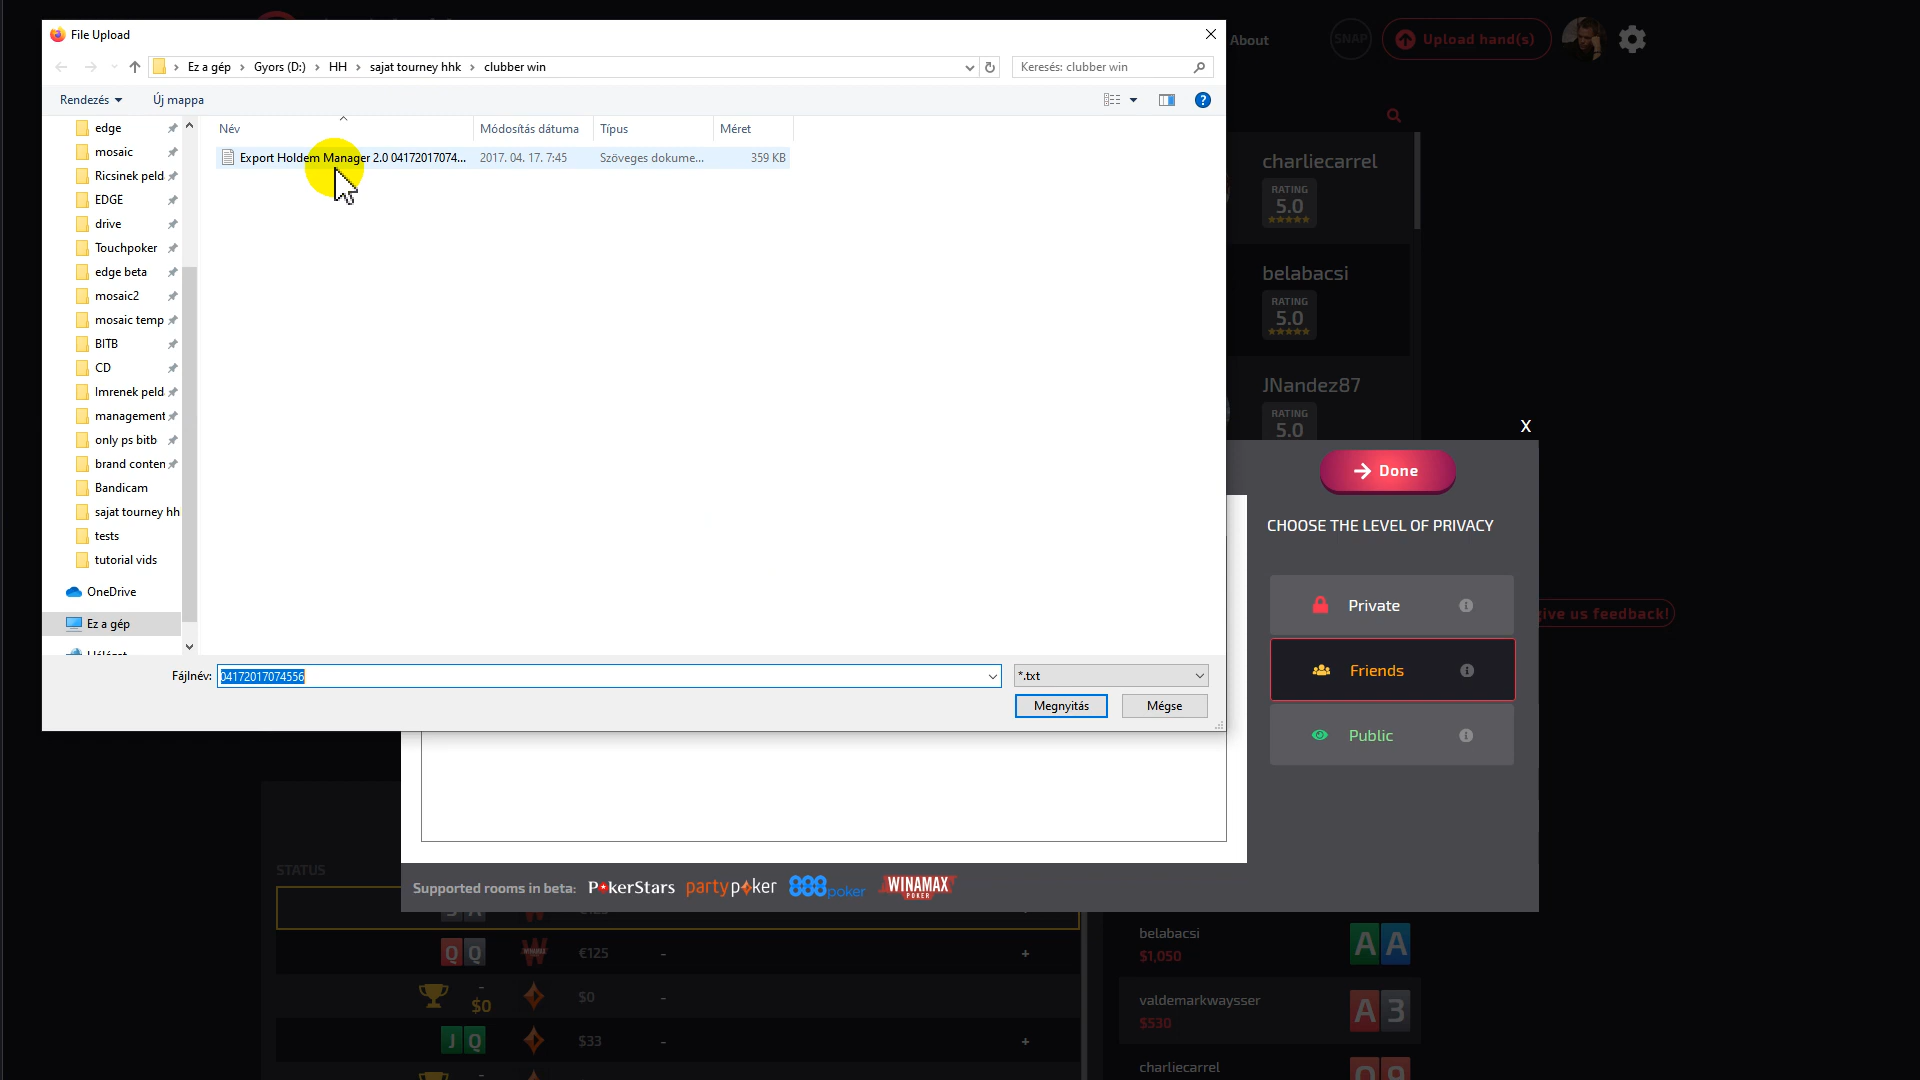 File Upload
Ez a gép
Gyors (D:)
HH
sajat tourney hhk
clubber win
Keresés: clubber win
Rendezés
Új mappa
Név
Módosítás dátuma
Típus
Méret
Export Holdem Manager 2.0 04172017074...
2017. 04. 17. 7:45
Szöveges dokume...
359 KB
edge
mosaic
Ricsinek peld
EDGE
drive
Touchpoker
edge beta
mosaic2
mosaic temp
BITB
CD
Imrenek peld
management
only ps bitb
brand conten
Bandicam
sajat tourney hh
tests
tutorial vids
OneDrive
Ez a gép
Fájlnév:
04172017074556
*.txt
Megnyitás
Mégse
About
SNAP
Upload hand(s)
charliecarrel
RATING
5.0
belabacsi
RATING
5.0
JNandez87
RATING
5.0
X
Done
CHOOSE THE LEVEL OF PRIVACY
Private
Friends
Public
give us feedback!
Supported rooms in beta:
PokerStars
partypoker
888poker
WINAMAX
POKER
STATUS
QQ
WINAMAX
€125
-
+
-
$0
$0
-
JQ
$33
-
+
belabacsi
$1,050
AA
valdemarkwaysser
$530
A3
charliecarrel